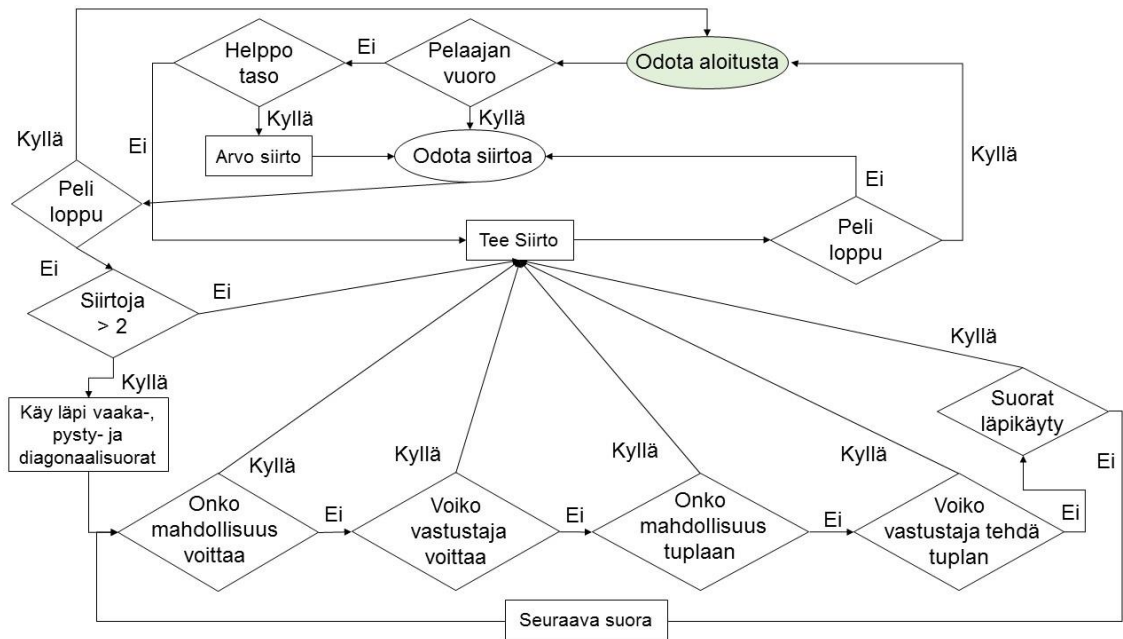 Helppo
taso
Ei
Pelaajan
vuoro
Odota aloitusta
Kyllä
Kyllä
Kyllä
Ei
Arvo siirto
Odota siirtoa
Ei
Kyllä
Peli
loppu
Tee Siirto
Peli
loppu
Ei
Siirtoja
> 2
Ei
Kyllä
Kyllä
Käy läpi vaaka-,
pysty- ja
diagonaalisuorat
Suorat
läpikäyty
Ei
Kyllä
Kyllä
Kyllä
Kyllä
Onko
mahdollisuus
voittaa
Ei
Voiko
vastustaja
voittaa
Ei
Onko
mahdollisuus
tuplaan
Ei
Voiko
vastustaja tehdä
tuplan
Ei
Seuraava suora